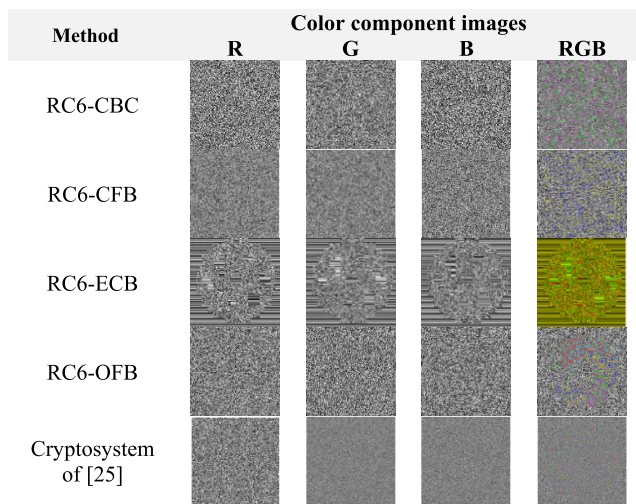 Method
Color component images
R G B RGB
RC6-CBC
RC6-CFB
RC6-ECB
RC6-OFB
Cryptosystem
of [25]